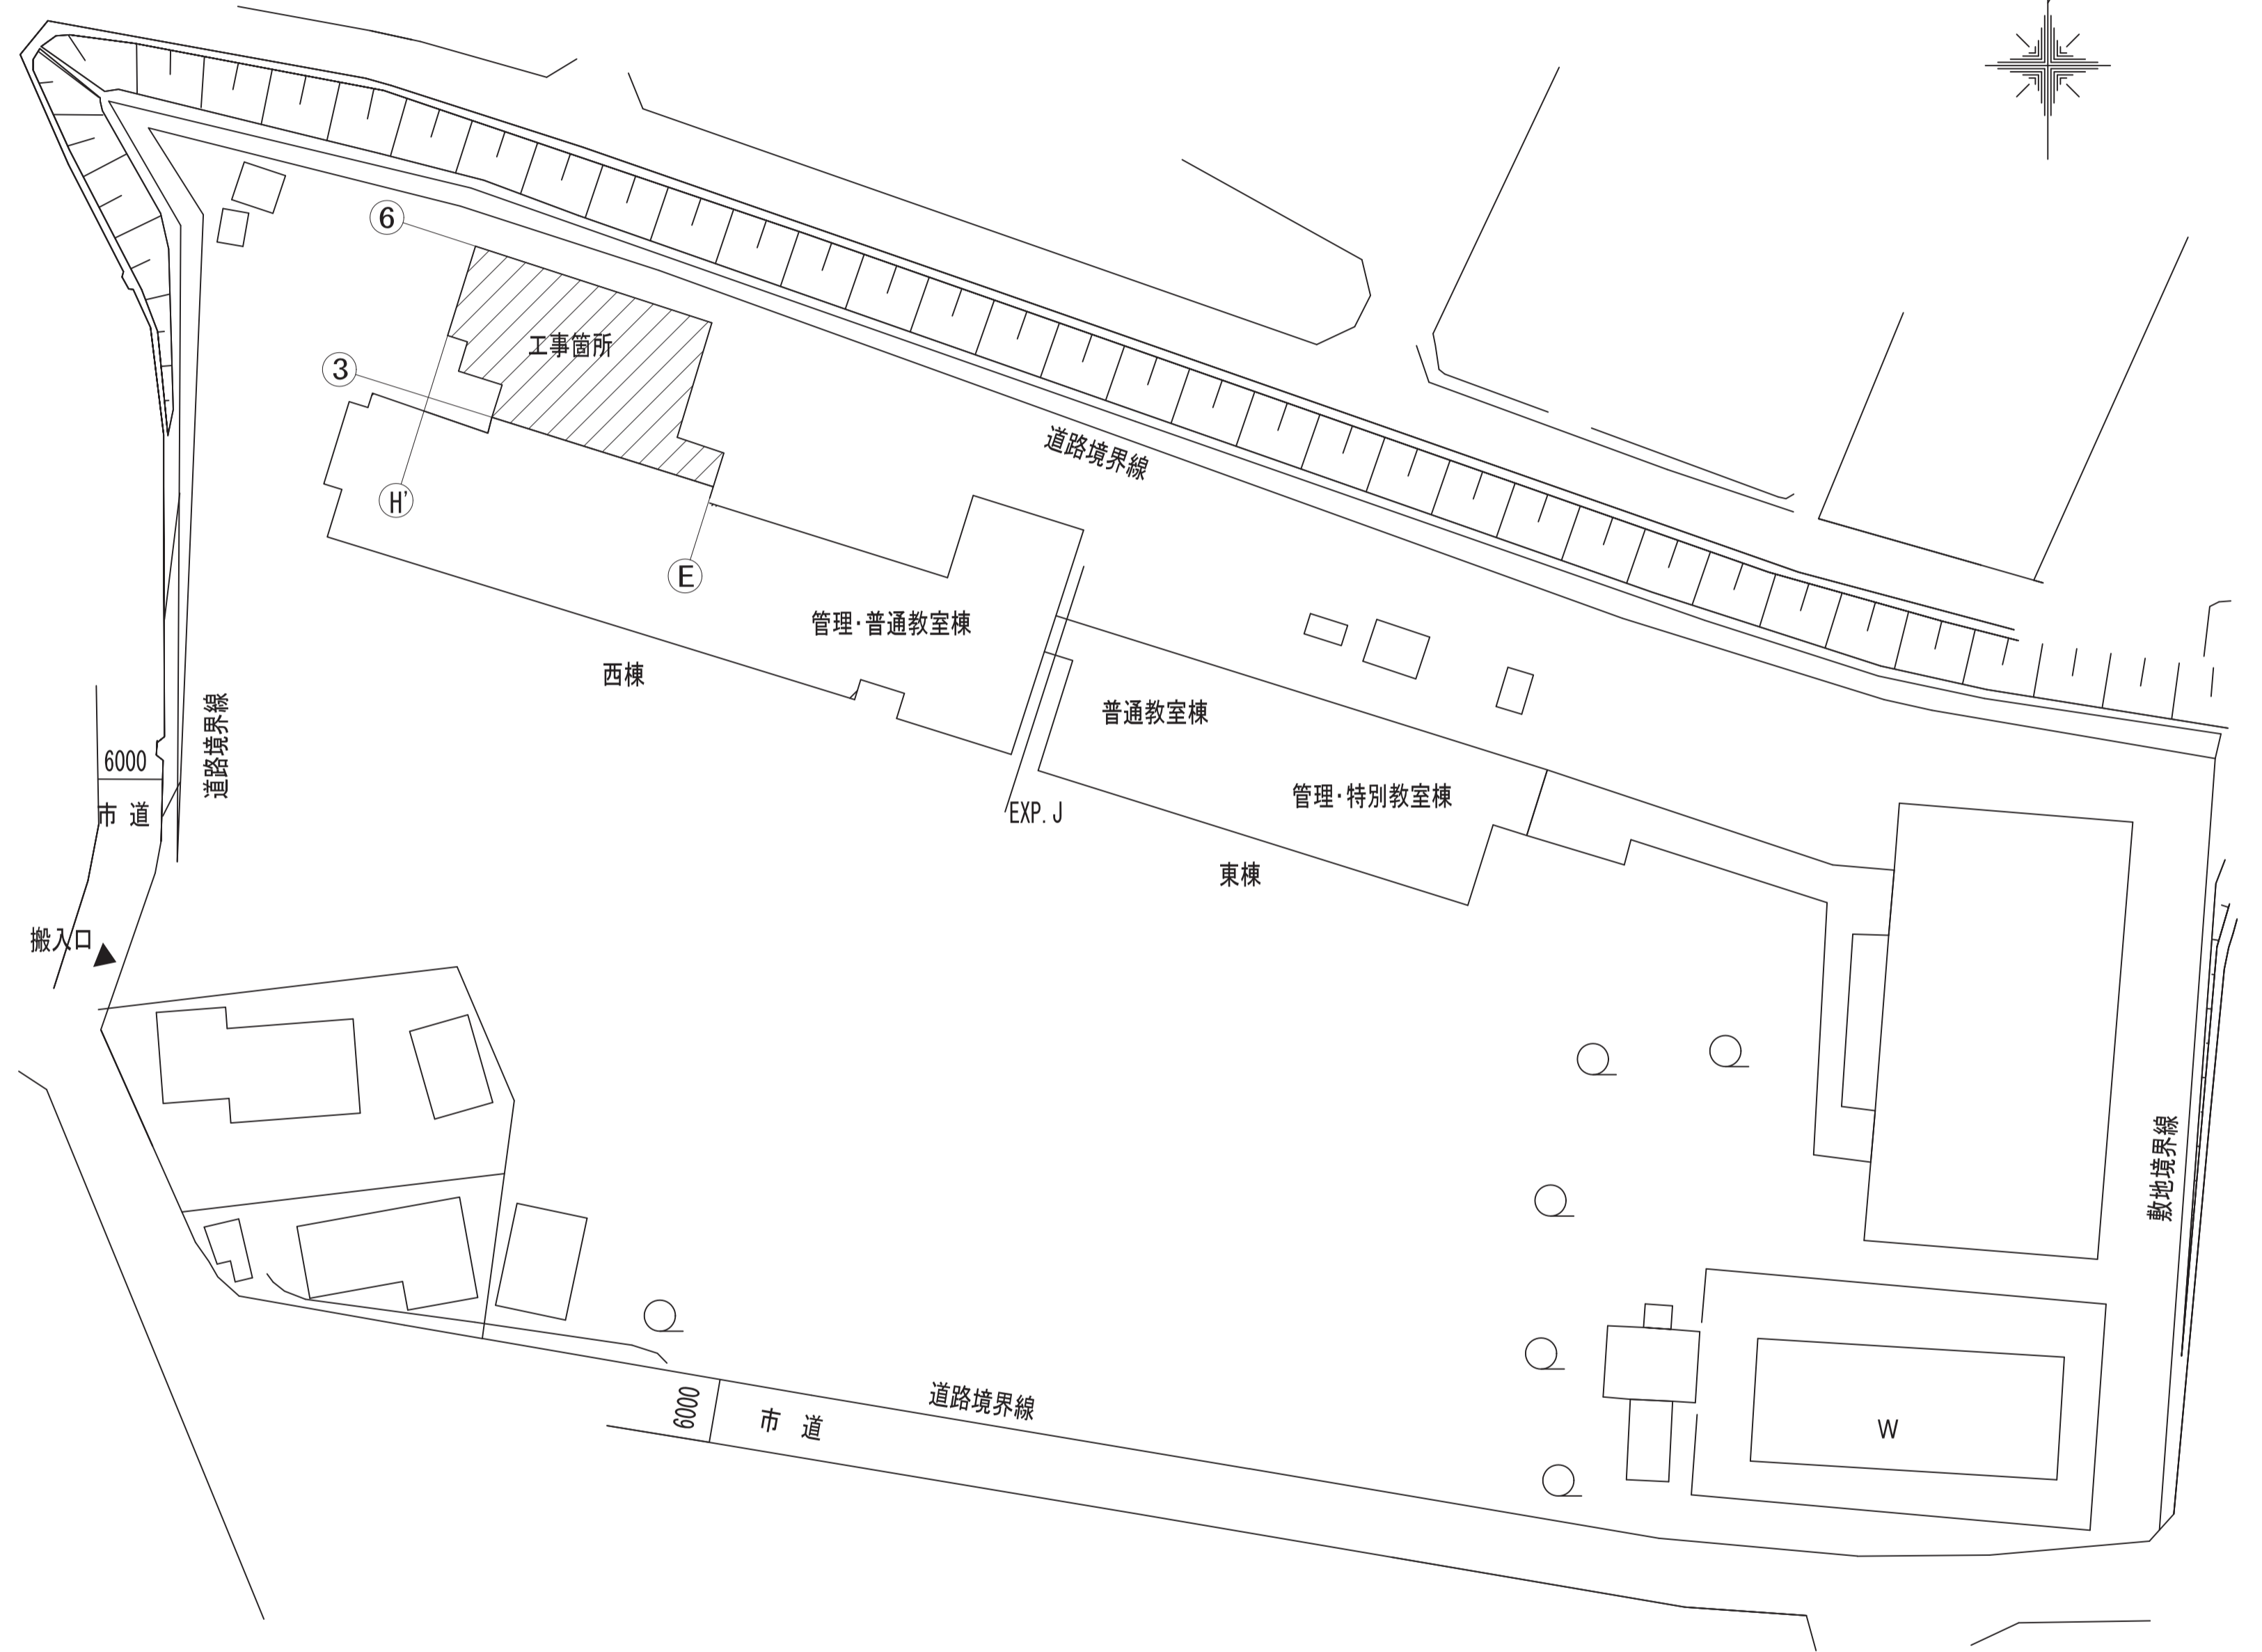 6
工事箇所
3
道路境界線
H'
E
管理・普通教室棟
西棟
道路境界線
普通教室棟
6000
管理・特別教室棟
市 道
EXP. J
東棟
搬入口
敷地境界線
6000
道路境界線
市 道
W